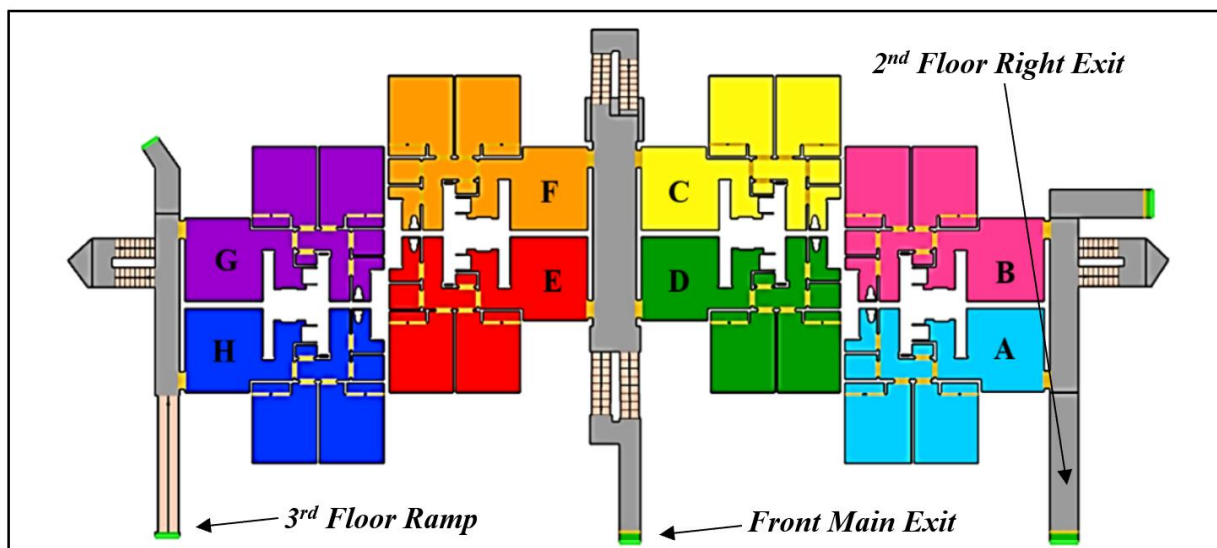 2nd Floor Right Exit
F
C
G
B
E
D
H
A
3rd Floor Ramp
Front Main Exit